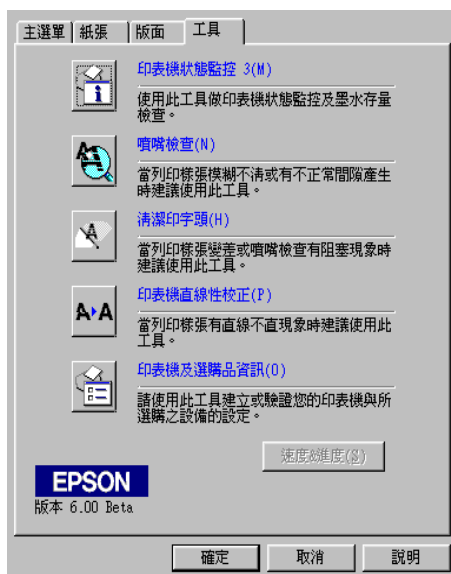 主選單 紙張 版面 工具
印表機狀態監控 3(M)
使用此工具做印表機狀態監控及墨水存量
檢查。
噴嘴檢查(N)
當列印樣張模糊不清或有不正常間隙產生
時建議使用此工具。
清潔印字頭(H)
當列印樣張變差或噴嘴檢查有阻塞現象時
建議使用此工具。
印表機直線性校正(P)
當列印樣張有直線不直現象時建議使用此
工具。
印表機及選購品資訊(O)
請使用此工具建立或驗證您的印表機與所
選購之設備的設定。
速度&進度(S)
EPSON
版本 6.00 Beta
確定 取消 說明